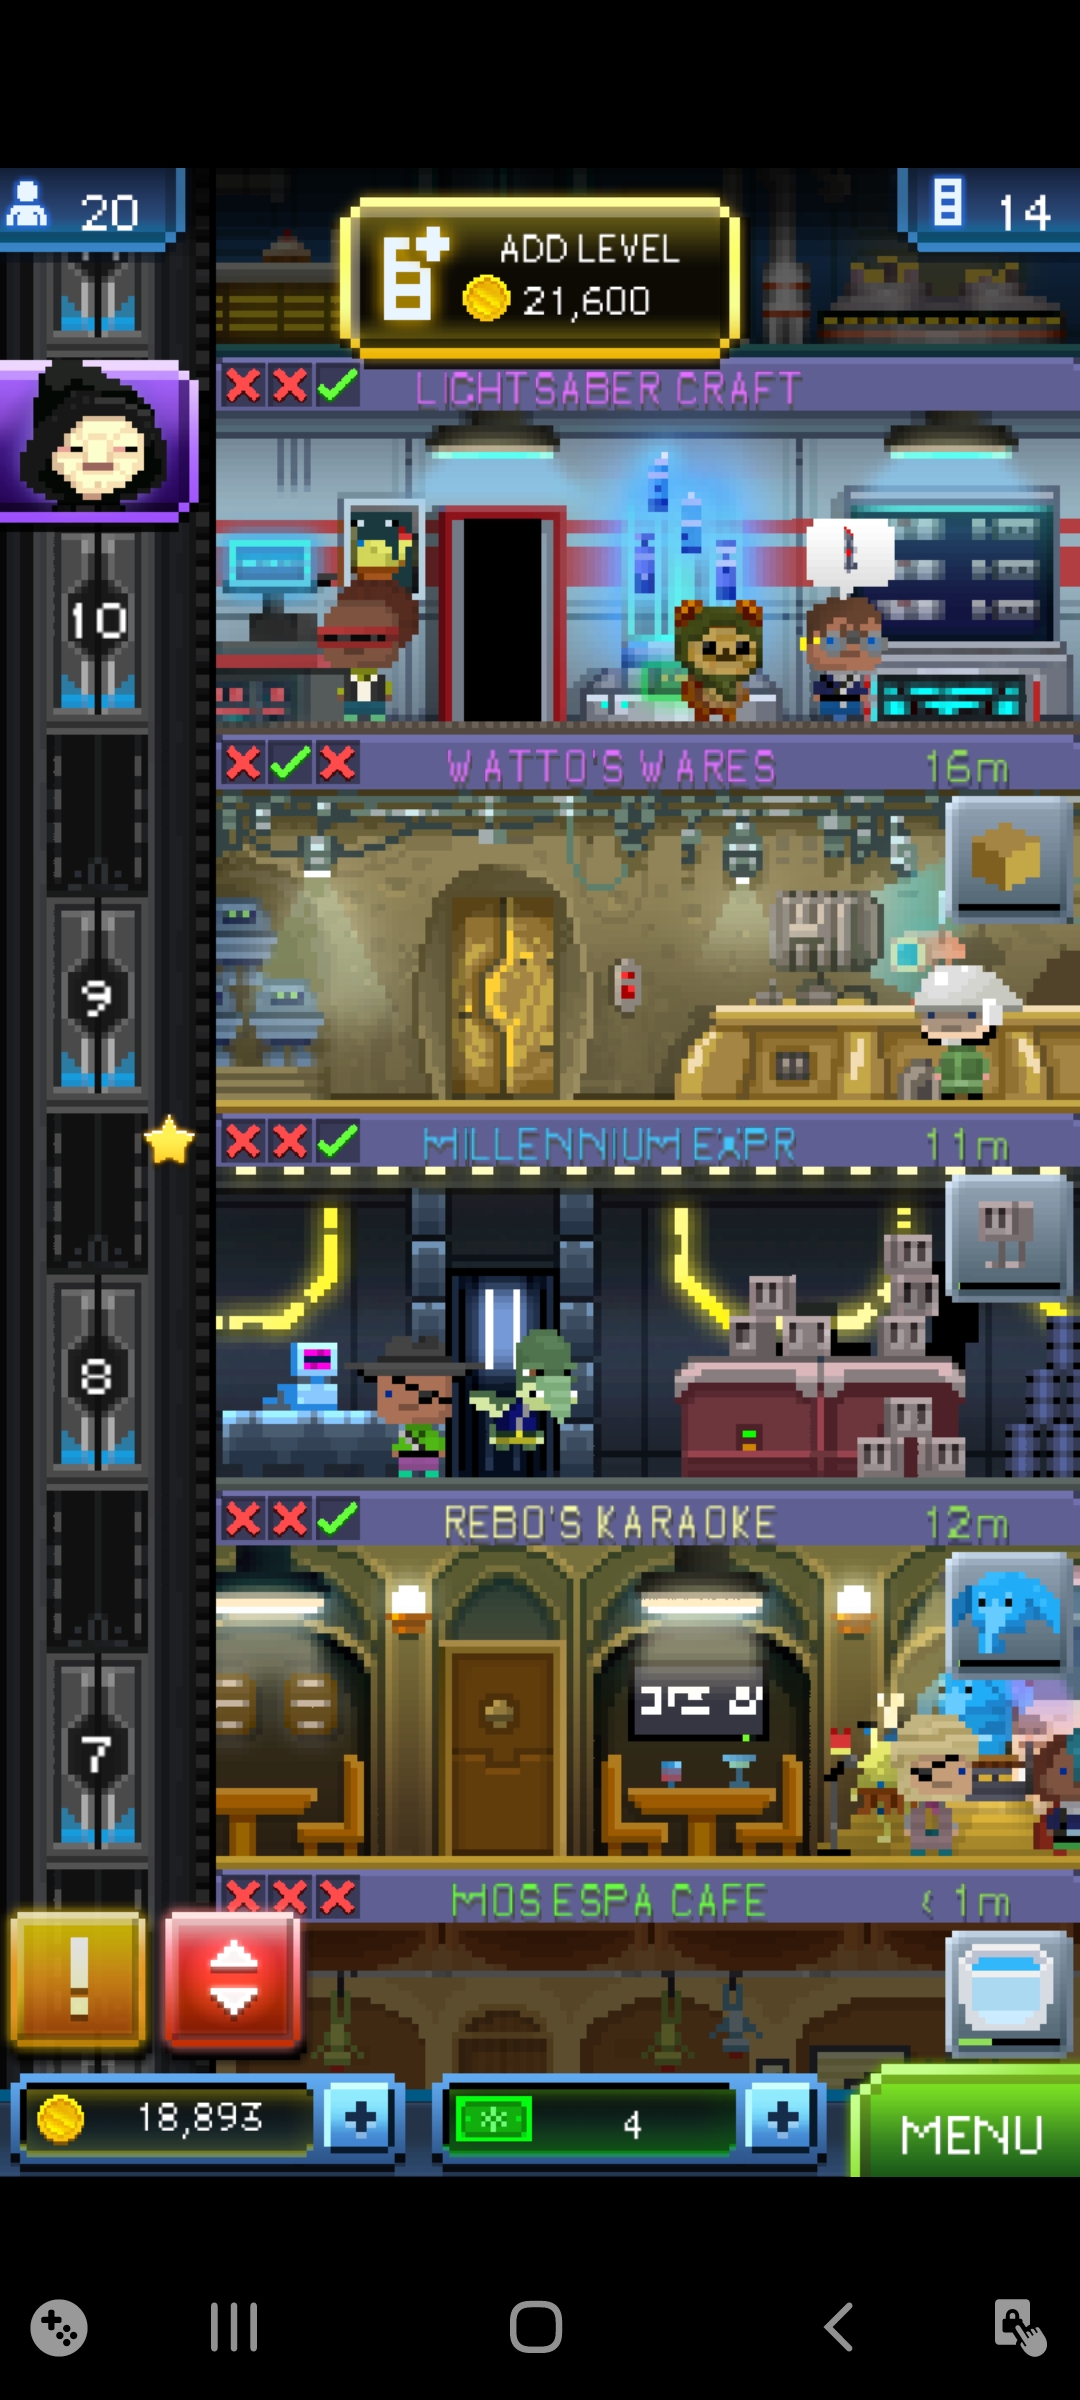 20
ADD LEVEL
21,600
14
LIGHTSABER CRAFT
10
WATTO'S WARES
16m
9
MILLENNIUM EXPR
11m
8
REBO'S KARAOKE
12m
7
MOS ESPA CAFE
< 1m
!
18,893
+
4
+
MENU